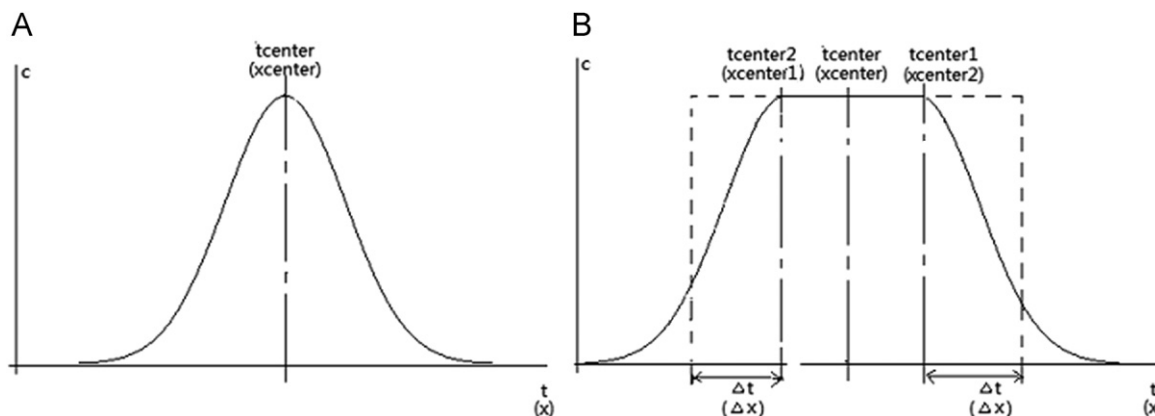 A
tcenter
(xcenter)
c
t
(x)
B
tcenter2 tcenter tcenter1
(xcenter1) (xcenter) (xcenter2)
c
Δt Δt t
(Δx) (Δx) (x)